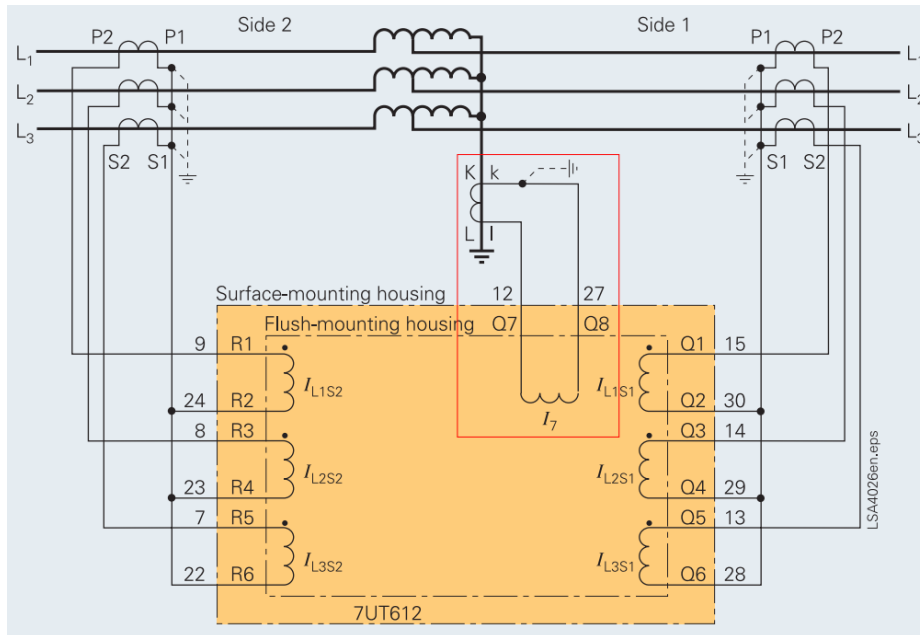 Side 2 Side 1
P2 P1 P1 P2
L1 L
L2 L2
L3 L3
S2 S1 S1 S2
K k
L l
Surface-mounting housing 12 27
Flush-mounting housing Q7 Q8
9 R1 Q1 15
IL1S2 IL1S1
24 R2 Q2 30
I7
8 R3 Q3 14
IL2S2 IL2S1
23 R4 Q4 29
7 R5 Q5 13
IL3S2 IL3S1
22 R6 Q6 28
7UT612
LSA4026en.eps